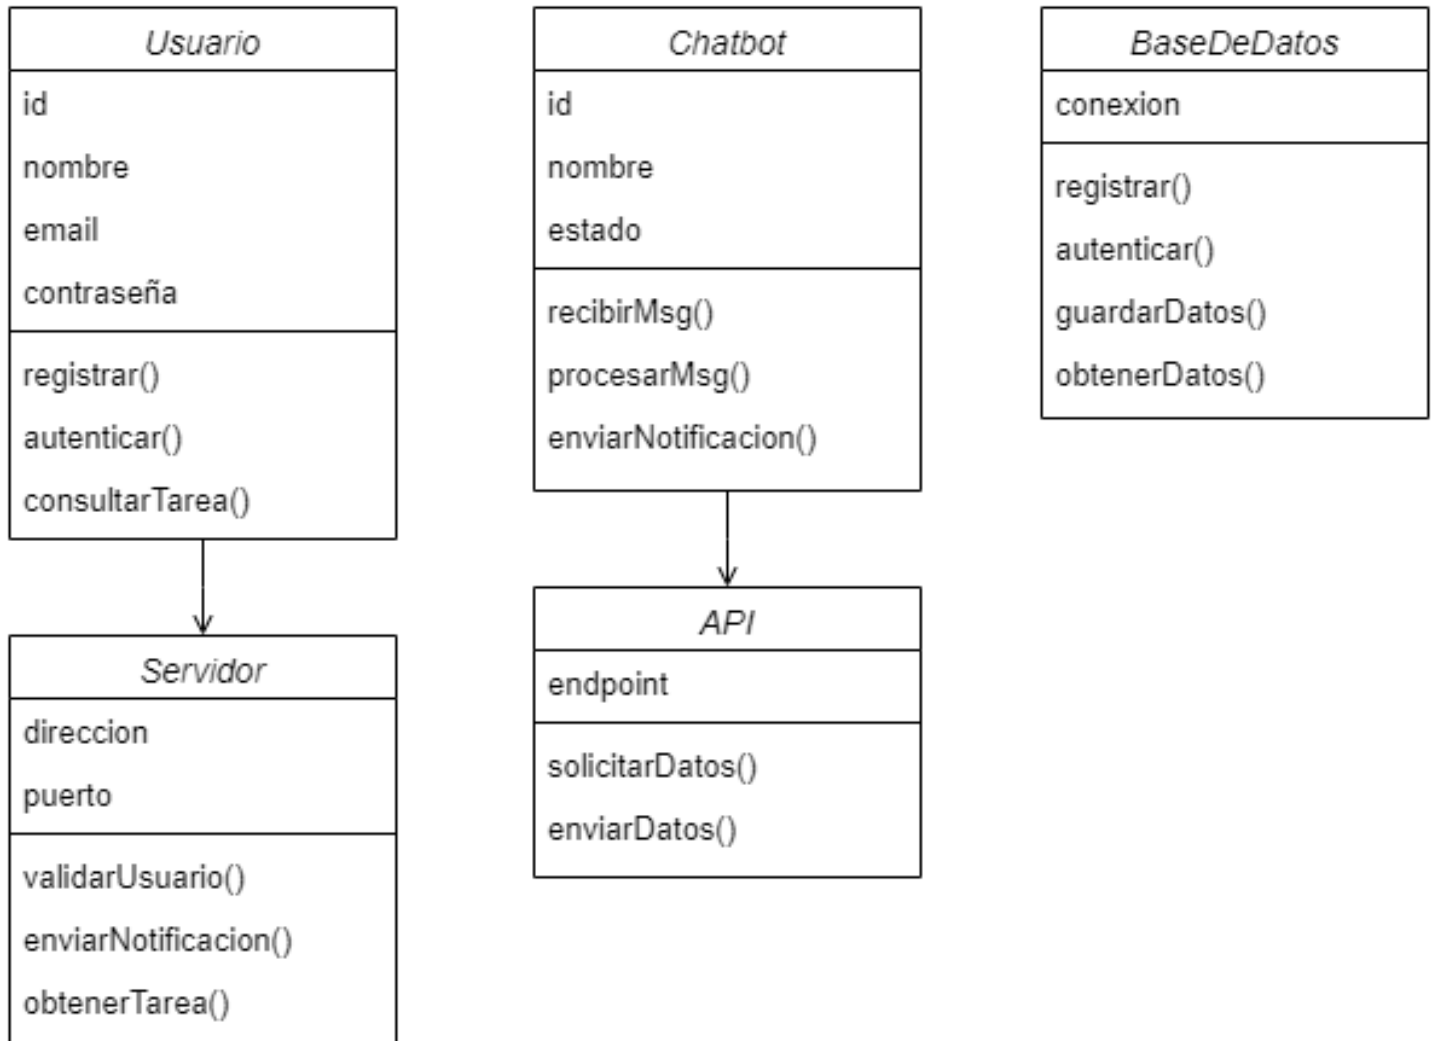 Usuario
id
nombre
email
contraseña
registrar()
autenticar()
consultarTarea()
Servidor
direccion
puerto
validarUsuario()
enviarNotificacion()
obtenerTarea()
Chatbot
id
nombre
estado
recibirMsg()
procesarMsg()
enviarNotificacion()
API
endpoint
solicitarDatos()
enviarDatos()
BaseDeDatos
conexion
registrar()
autenticar()
guardarDatos()
obtenerDatos()